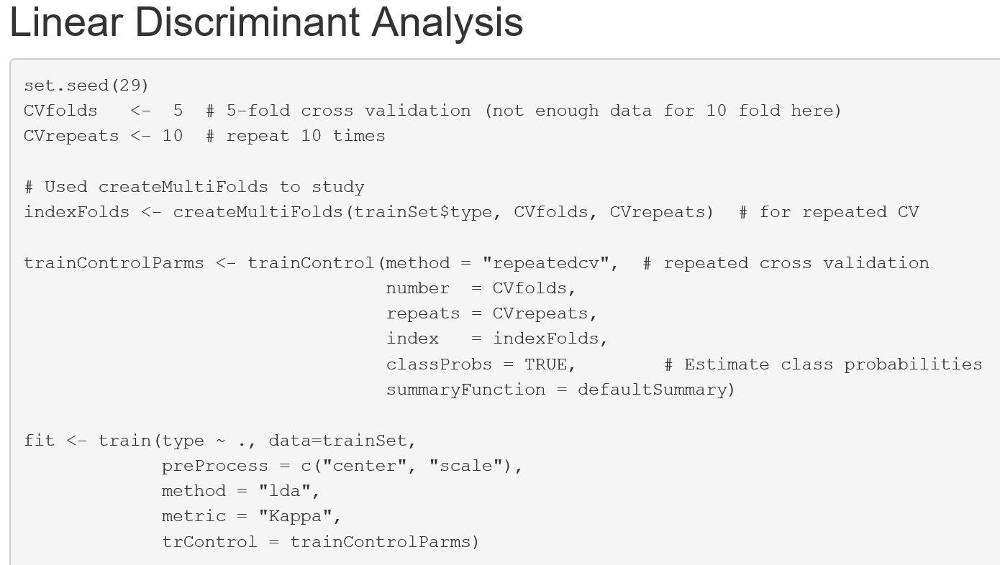 Linear Discriminant Analysis
set.seed(29)
CVfolds   <-  5  # 5-fold cross validation (not enough data for 10 fold here)
CVrepeats <- 10  # repeat 10 times
# Used createMultiFolds to study
indexFolds <- createMultiFolds(trainSet$type, CVfolds, CVrepeats)  # for repeated CV
trainControlParms <- trainControl(method = "repeatedcv",  # repeated cross validation
                                  number  = CVfolds,
                                  repeats = CVrepeats,
                                  index   = indexFolds,
                                  classProbs = TRUE,        # Estimate class probabilities
                                  summaryFunction = defaultSummary)
fit <- train(type ~ ., data=trainSet,
             preProcess = c("center", "scale"),
             method = "lda",
             metric = "Kappa",
             trControl = trainControlParms)